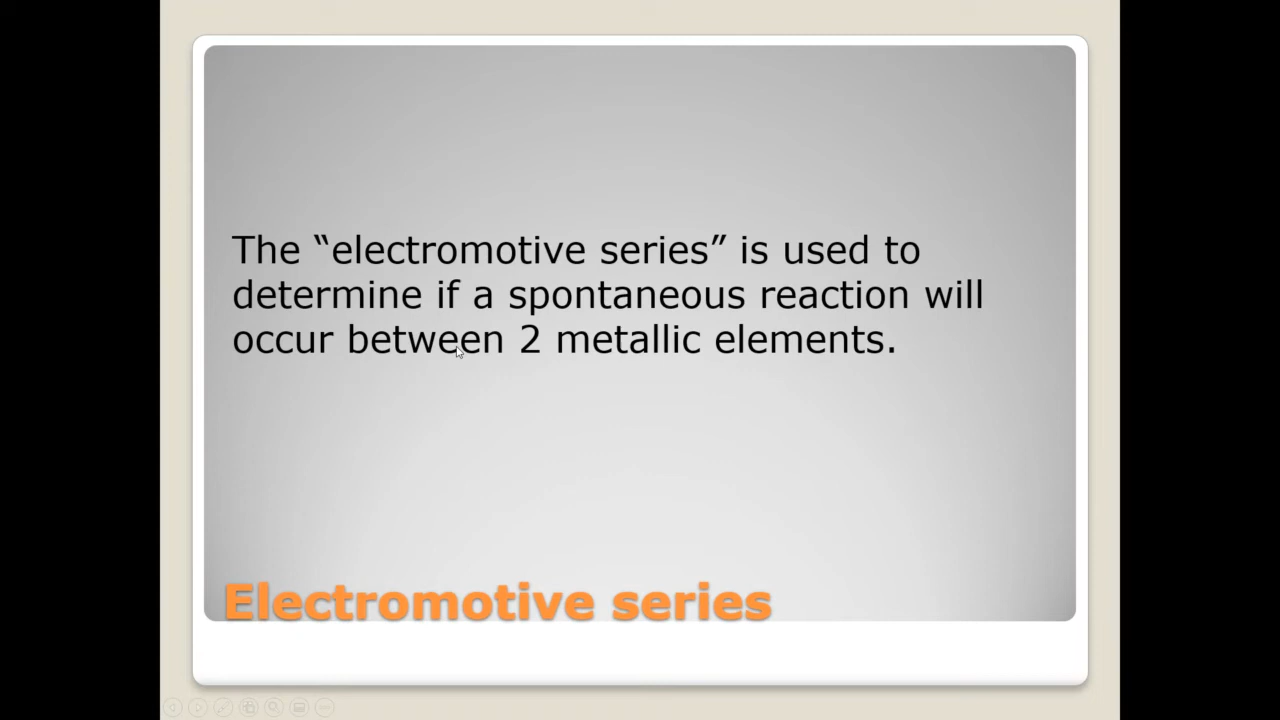 The “electromotive series” is used to
determine if a spontaneous reaction will
occur between 2 metallic elements.
Electromotive series